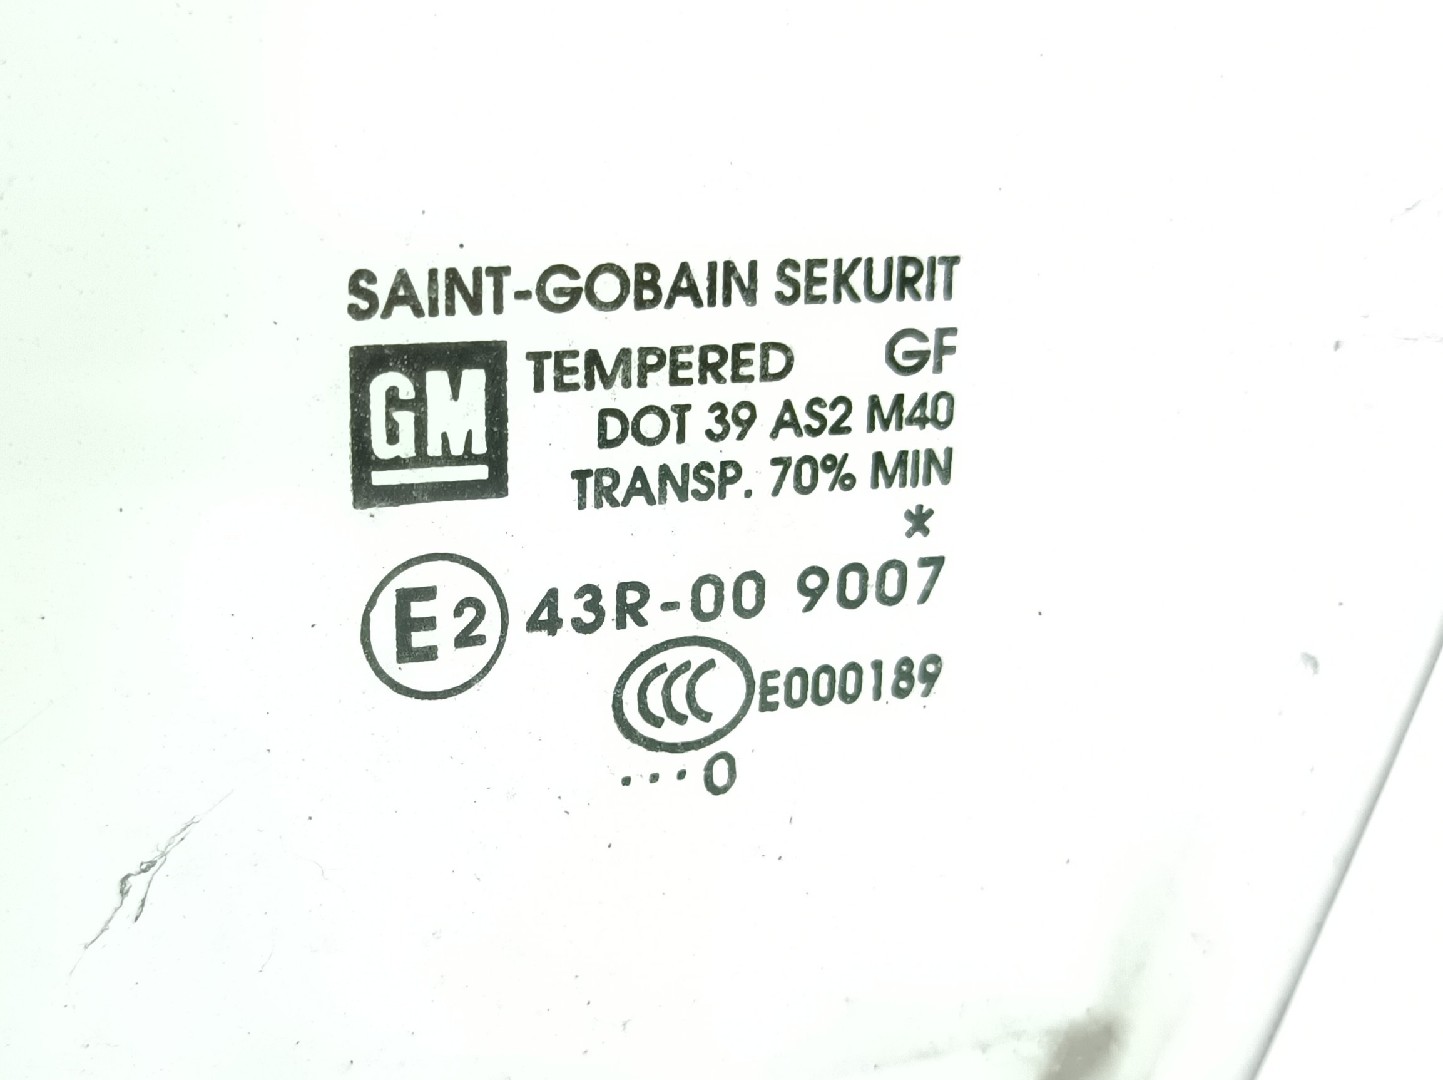 SAINT-GOBAIN SEKURIT
GM TEMPERED GF
DOT 39 AS2 M40
TRANSP. 70% MIN
*
E2 43R-00 9007
CCC E000189
...0